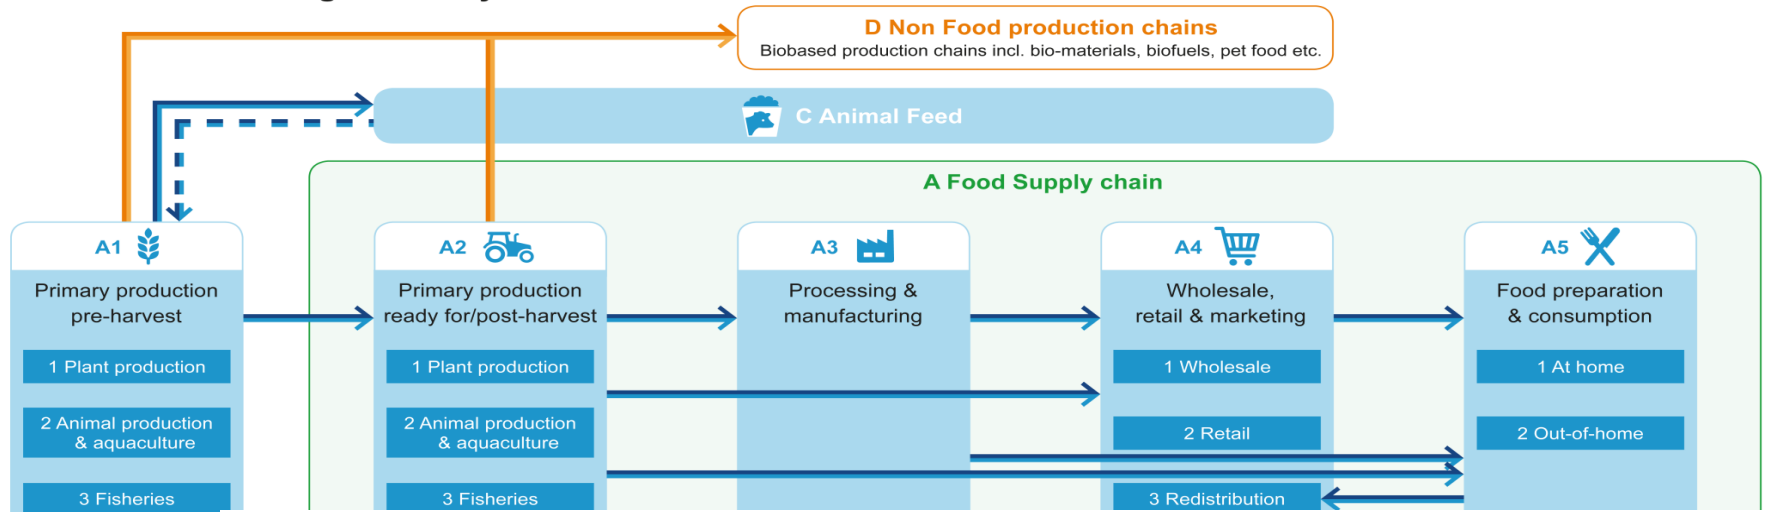 D Non Food production chains
Biobased production chains incl. bio-materials, biofuels, pet food etc.
C Animal Feed
A Food Supply chain
A1
Primary production
pre-harvest
1 Plant production
2 Animal production
& aquaculture
3 Fisheries
A2
Primary production
ready for/post-harvest
1 Plant production
2 Animal production
& aquaculture
3 Fisheries
A3
Processing &
manufacturing
A4
Wholesale,
retail & marketing
1 Wholesale
2 Retail
3 Redistribution
A5
Food preparation
& consumption
1 At home
2 Out-of-home